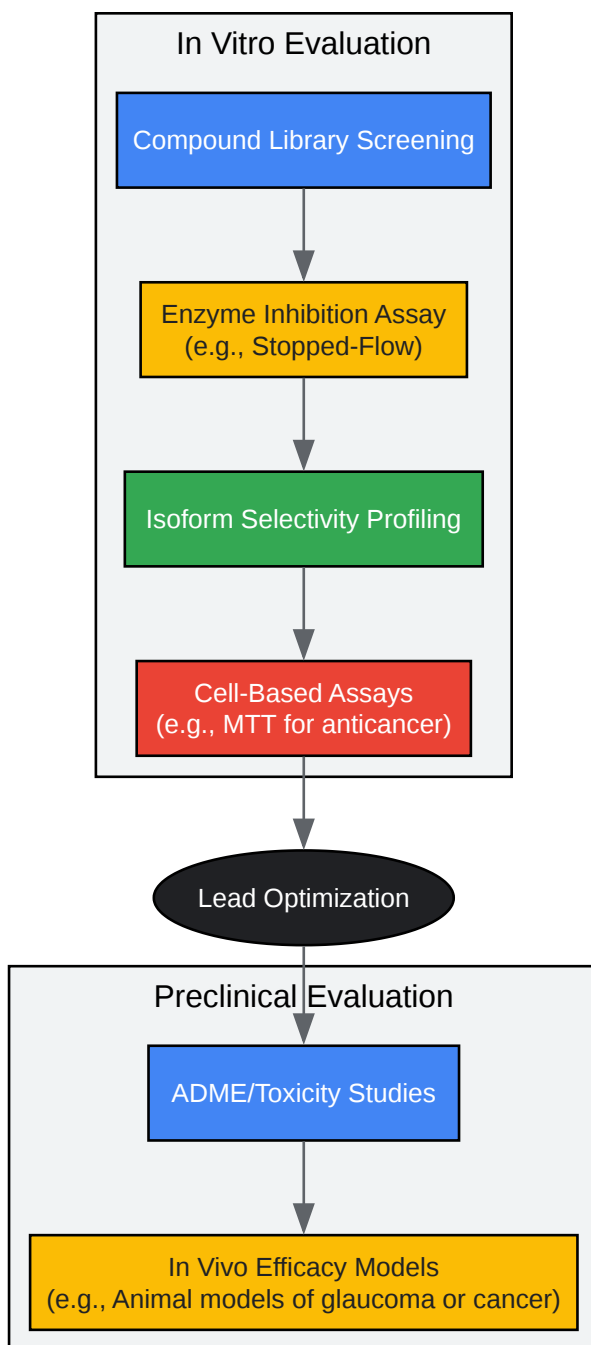 In Vitro Evaluation
Compound Library Screening
Enzyme Inhibition Assay
(e.g., Stopped-Flow)
Isoform Selectivity Profiling
Cell-Based Assays
(e.g., MTT for anticancer)
Lead Optimization
Preclinical Evaluation
ADME/Toxicity Studies
In Vivo Efficacy Models
(e.g., Animal models of glaucoma or cancer)